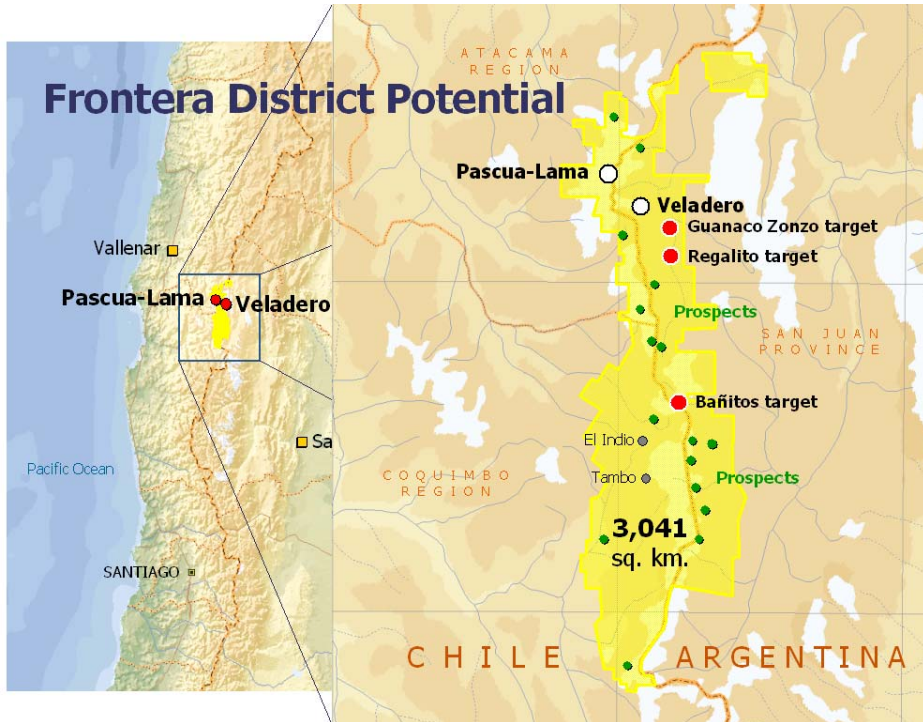 Frontera District Potential
ATACAMA
REGION
Pascua-Lama
Veladero
Guanaco Zonzo target
Regalito target
Vallenar
Pascua-Lama
Veladero
Prospects
SAN JUAN
PROVINCE
Bañitos target
El Indio
Sa
Pacific Ocean
COQUIMBO
REGION
Tambo
Prospects
3,041
sq. km.
SANTIAGO
CHILE
ARGENTINA